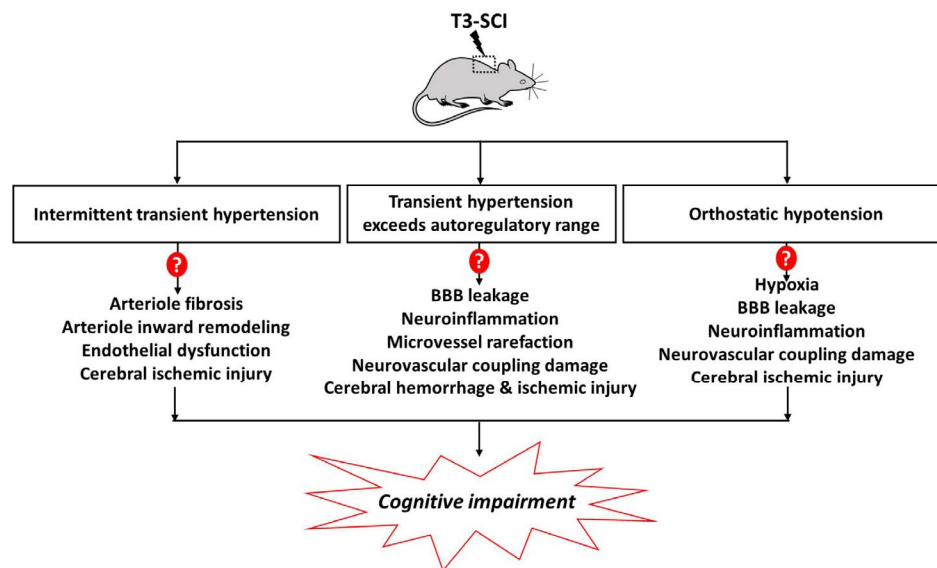 T3-SCI
Intermittent transient hypertension
Transient hypertension
exceeds autoregulatory range
Orthostatic hypotension
?
?
?
Arteriole fibrosis
Arteriole inward remodeling
Endothelial dysfunction
Cerebral ischemic injury
BBB leakage
Neuroinflammation
Microvessel rarefaction
Neurovascular coupling damage
Cerebral hemorrhage & ischemic injury
Hypoxia
BBB leakage
Neuroinflammation
Neurovascular coupling damage
Cerebral ischemic injury
Cognitive impairment